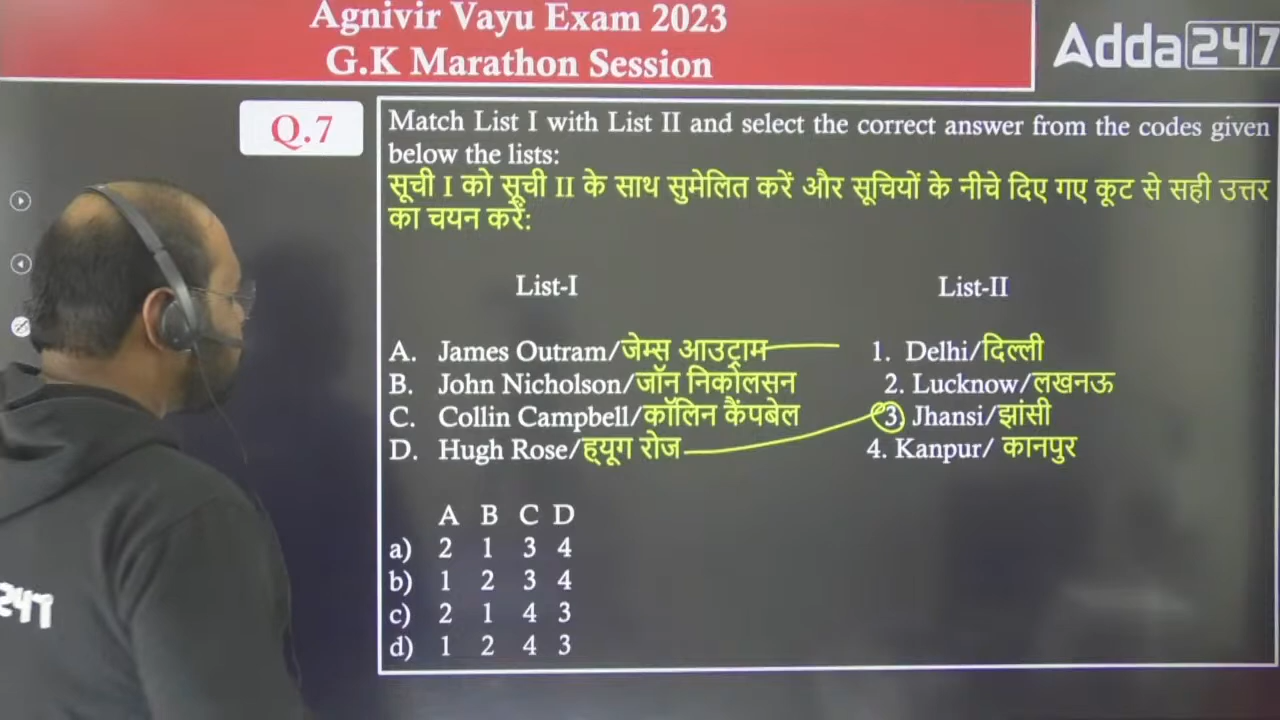 Agnivir Vayu Exam 2023
G.K Marathon Session
Adda247
Q.7
Match List I with List II and select the correct answer from the codes given
below the lists:
सूची I को सूची II के साथ सुमेलित करें और सूचियों के नीचे दिए गए कूट से सही उत्तर
का चयन करें:
List-I List-II
A. James Outram/जेम्स आउट्राम 1. Delhi/दिल्ली
B. John Nicholson/जॉन निकोलसन 2. Lucknow/लखनऊ
C. Collin Campbell/कॉलिन कैंपबेल 3. Jhansi/झांसी
D. Hugh Rose/ह्यूग रोज 4. Kanpur/ कानपुर
A B C D
a) 2 1 3 4
b) 1 2 3 4
c) 2 1 4 3
d) 1 2 4 3
247